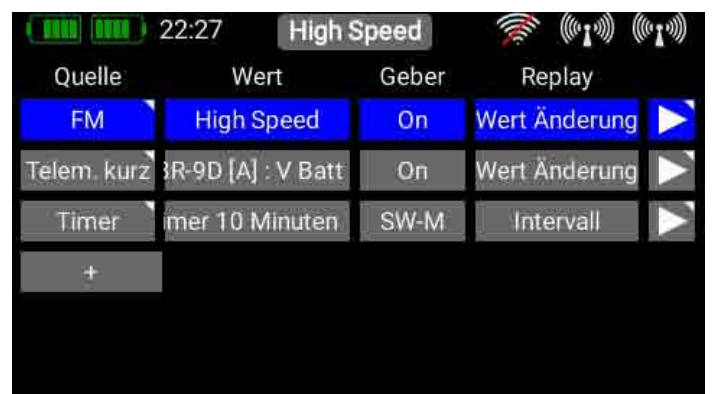 22:27 High Speed
Quelle Wert Geber Replay
FM High Speed On Wert Änderung
Telem. kurz R-9D [A] : V Batt On Wert Änderung
Timer mer 10 Minuten SW-M Intervall
+